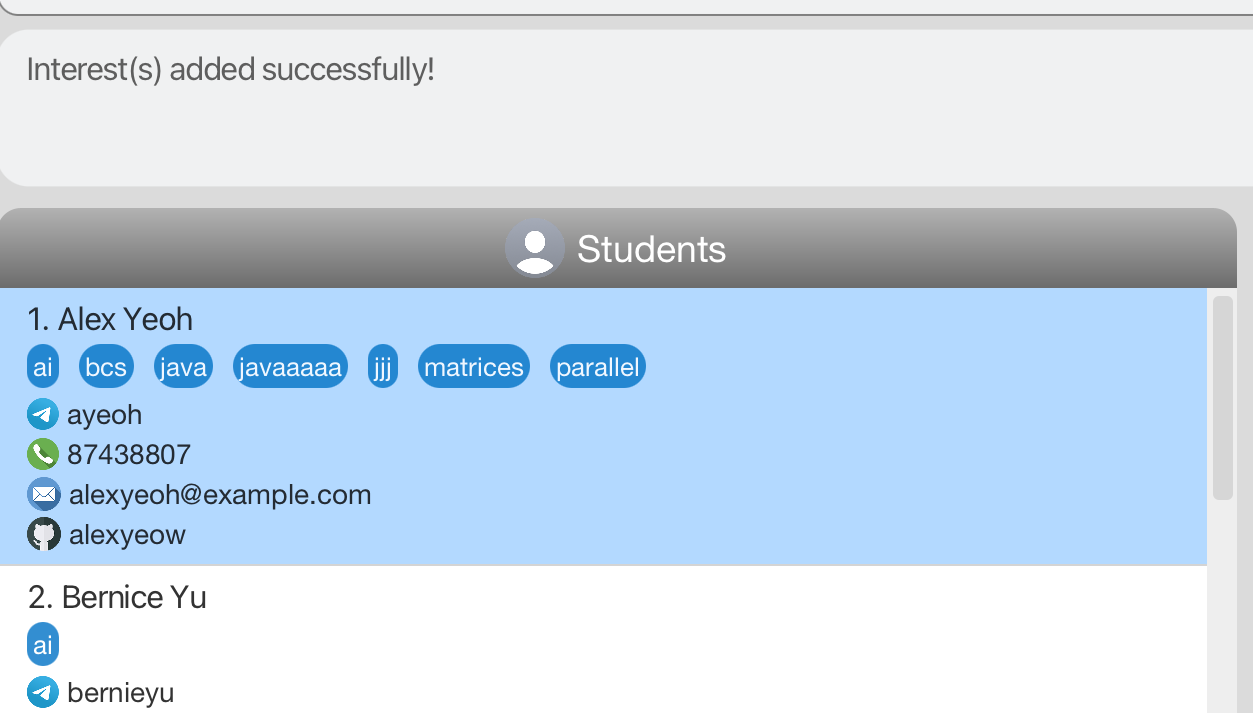 Interest(s) added successfully!
Students
1. Alex Yeoh
ai bcs java javaaaaa jjj matrices parallel
ayeoh
87438807
alexyeoh@example.com
alexyeow
2. Bernice Yu
ai
bernieyu